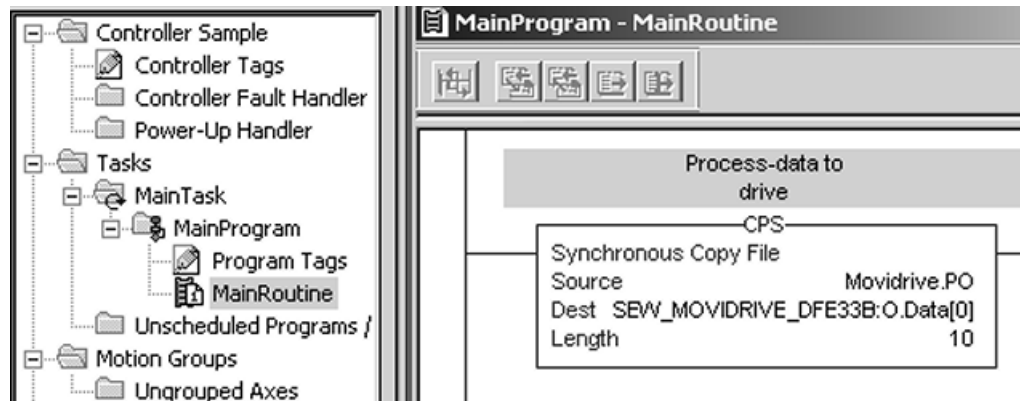 Controller Sample
Controller Tags
Controller Fault Handler
Power-Up Handler
Tasks
MainTask
MainProgram
Program Tags
MainRoutine
Unscheduled Programs /
Motion Groups
Ungrouped Axes
MainProgram - MainRoutine
Process-data to
drive
CPS
Synchronous Copy File
Source Movidrive.PO
Dest SEW_MOVIDRIVE_DFE33B:O.Data[0]
Length 10